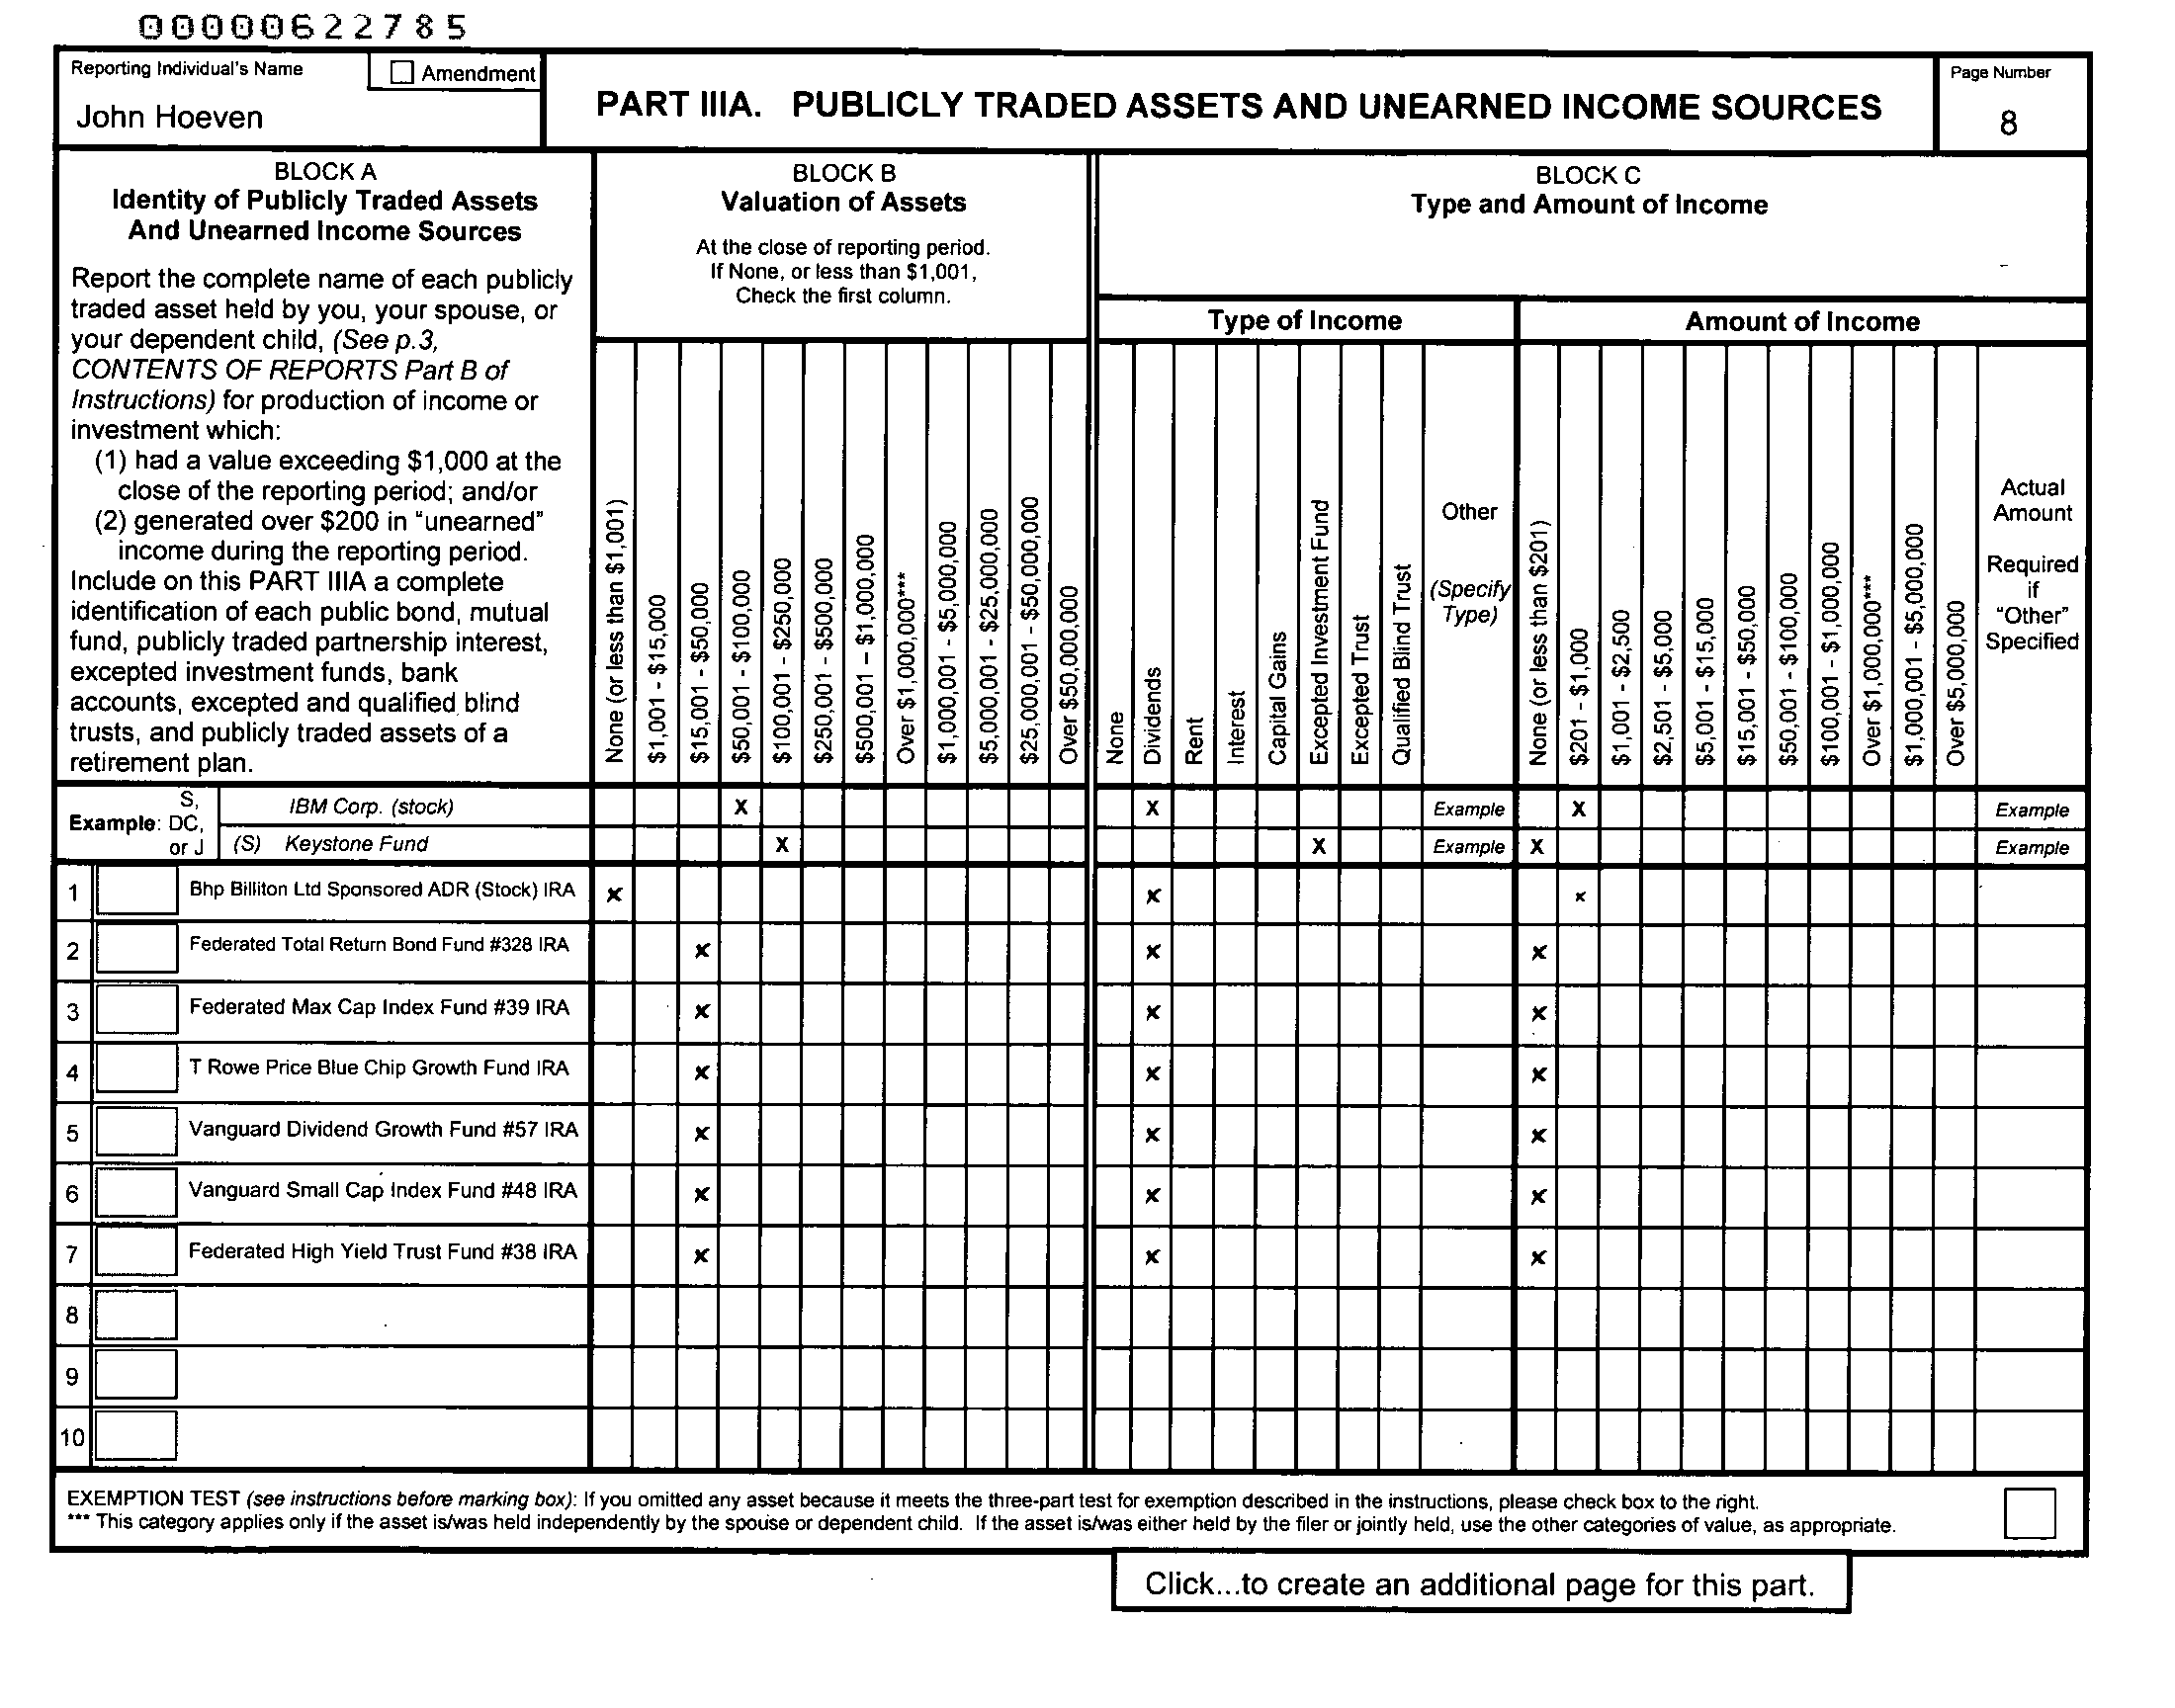 00000622785
Reporting Individual's Name
Amendment
John Hoeven
PART IIIA. PUBLICLY TRADED ASSETS AND UNEARNED INCOME SOURCES
Page Number
8
BLOCK A
Identity of Publicly Traded Assets
And Unearned Income Sources
Report the complete name of each publicly
traded asset held by you, your spouse, or
your dependent child, (See p.3,
CONTENTS OF REPORTS Part B of
Instructions) for production of income or
investment which:
(1) had a value exceeding $1,000 at the
close of the reporting period; and/or
(2) generated over $200 in "unearned"
income during the reporting period.
Include on this PART IIIA a complete
identification of each public bond, mutual
fund, publicly traded partnership interest,
excepted investment funds, bank
accounts, excepted and qualified blind
trusts, and publicly traded assets of a
retirement plan.
BLOCK B
Valuation of Assets
At the close of reporting period.
If None, or less than $1,001,
Check the first column.
None (or less than $1,001)
$1,001 - $15,000
$15,001 - $50,000
$50,001 - $100,000
$100,001 - $250,000
$250,001 - $500,000
$500,001 – $1,000,000
Over $1,000,000***
$1,000,001 - $5,000,000
$5,000,001 - $25,000,000
$25,000,001 - $50,000,000
Over $50,000,000
BLOCK C
Type and Amount of Income
Type of Income
None
Dividends
Rent
Interest
Capital Gains
Excepted Investment Fund
Excepted Trust
Qualified Blind Trust
Other
(Specify
Type)
Amount of Income
None (or less than $201)
$201 - $1,000
$1,001 - $2,500
$2,501 - $5,000
$5,001 - $15,000
$15,001 - $50,000
$50,001 - $100,000
$100,001 - $1,000,000
Over $1,000,000***
$1,000,001 - $5,000,000
Over $5,000,000
Actual
Amount
Required
if
"Other"
Specified
Example: S, DC, or J
IBM Corp. (stock) X X Example X Example
(S) Keystone Fund X X Example X Example
1 Bhp Billiton Ltd Sponsored ADR (Stock) IRA x x x
2 Federated Total Return Bond Fund #328 IRA x x x
3 Federated Max Cap Index Fund #39 IRA x x x
4 T Rowe Price Blue Chip Growth Fund IRA x x x
5 Vanguard Dividend Growth Fund #57 IRA x x x
6 Vanguard Small Cap Index Fund #48 IRA x x x
7 Federated High Yield Trust Fund #38 IRA x x x
8
9
10
EXEMPTION TEST (see instructions before marking box): If you omitted any asset because it meets the three-part test for exemption described in the instructions, please check box to the right.
*** This category applies only if the asset is/was held independently by the spouse or dependent child. If the asset is/was either held by the filer or jointly held, use the other categories of value, as appropriate.
Click...to create an additional page for this part.